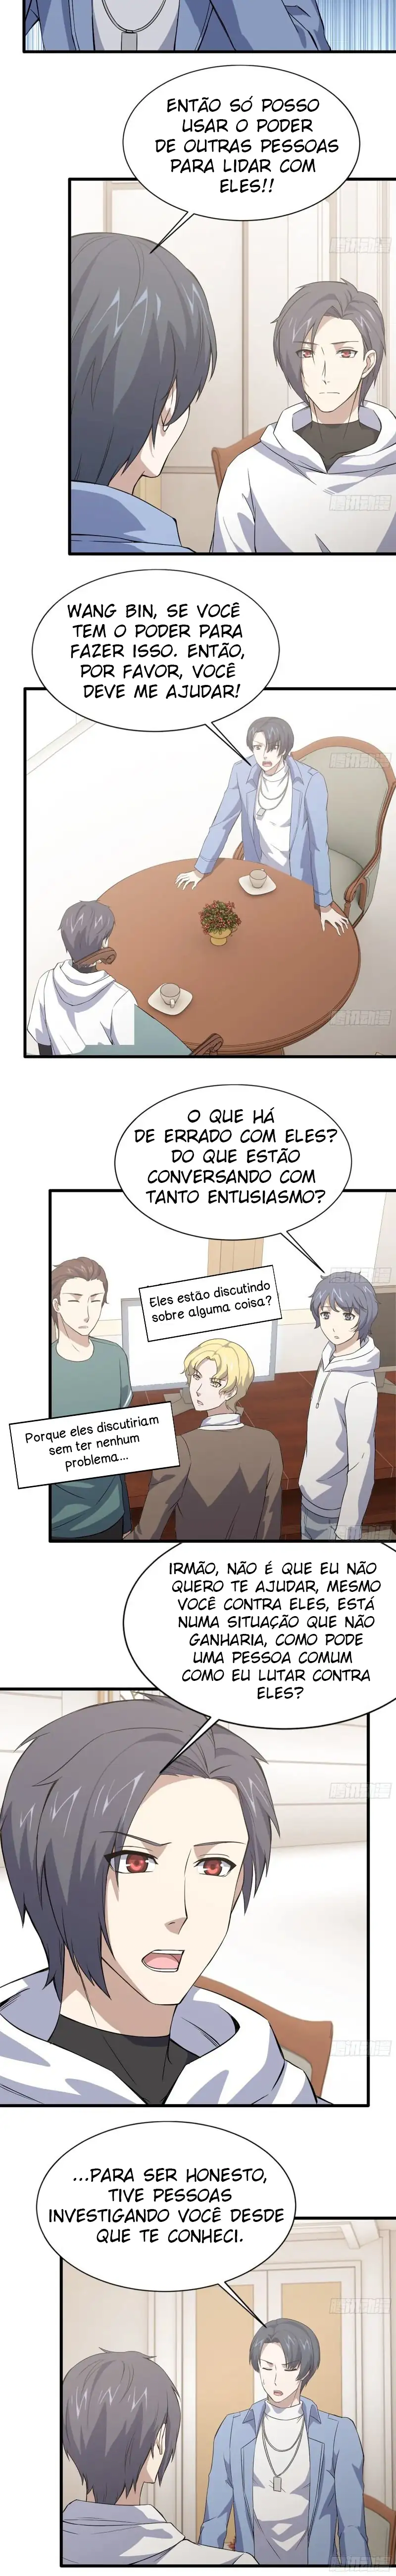 ENTÃO SÓ POSSO
USAR O PODER
DE OUTRAS PESSOAS
PARA LIDAR COM
ELES!!
WANG BIN, SE VOCÊ
TEM O PODER PARA
FAZER ISSO. ENTÃO,
POR FAVOR, VOCÊ
DEVE ME AJUDAR!
O QUE HÁ
DE ERRADO COM ELES?
DO QUE ESTÃO
CONVERSANDO COM
TANTO ENTUSIASMO?
Eles estão discutindo
sobre alguma coisa?
Porque eles discutiriam
sem ter nenhum
problema...
IRMÃO, NÃO É QUE EU NÃO
QUERO TE AJUDAR, MESMO
VOCÊ CONTRA ELES, ESTÁ
NUMA SITUAÇÃO QUE NÃO
GANHARIA, COMO PODE
UMA PESSOA COMUM
COMO EU LUTAR CONTRA
ELES?
...PARA SER HONESTO,
TIVE PESSOAS
INVESTIGANDO VOCÊ DESDE
QUE TE CONHECI.